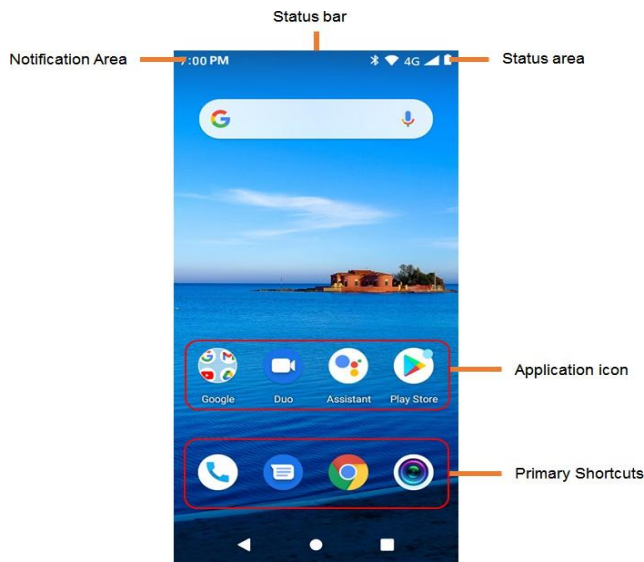 Status bar
Notification Area
7:00 PM
4G
Status area
Google
Duo
Assistant
Play Store
Application icon
Primary Shortcuts